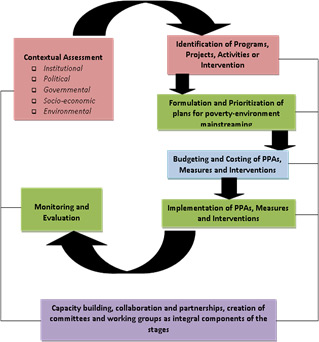 Contextual Assessment
❑ Institutional
❑ Political
❑ Governmental
❑ Socio-economic
❑ Environmental
Identification of Programs,
Projects, Activities or
Intervention
Formulation and Prioritization of
plans for poverty-environment
mainstreaming
Budgeting and Costing of PPAs,
Measures and Interventions
Monitoring and
Evaluation
Implementation of PPAs, Measures
and Interventions
Capacity building, collaboration and partnerships, creation of
committees and working groups as integral components of the
stages